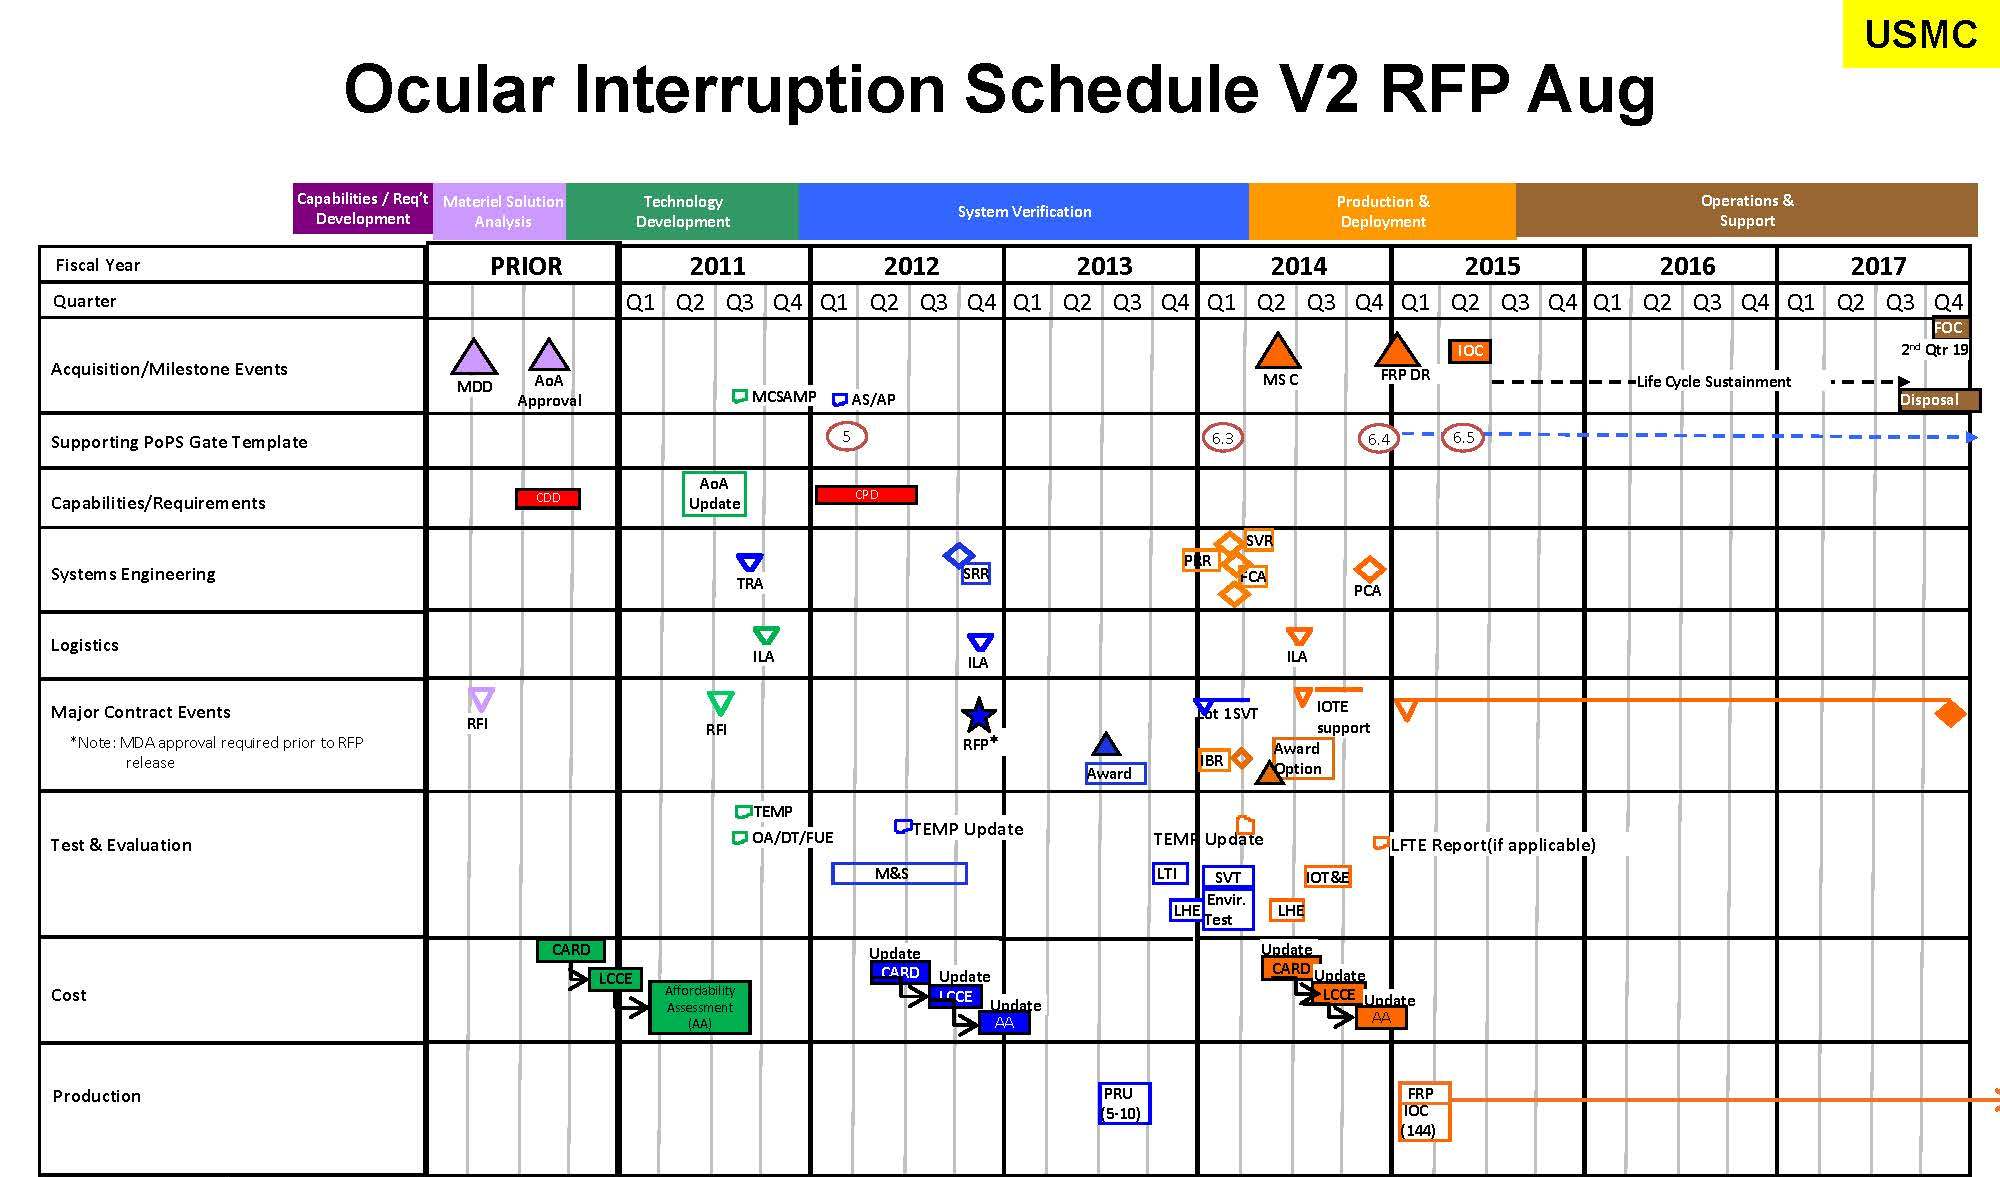 USMC
Ocular Interruption Schedule V2 RFP Aug
Capabilities / Req't
Development
Materiel Solution
Analysis
Technology
Development
System Verification
Production &
Deployment
Operations &
Support
Fiscal Year PRIOR 2011 2012 2013 2014 2015 2016 2017
Quarter Q1 Q2 Q3 Q4 Q1 Q2 Q3 Q4 Q1 Q2 Q3 Q4 Q1 Q2 Q3 Q4 Q1 Q2 Q3 Q4 Q1 Q2 Q3 Q4 Q1 Q2 Q3 Q4
Acquisition/Milestone Events
MDD
AoA
Approval
MCSAMP
AS/AP
MS C
FRP DR
IOC
FOC
2nd Qtr 19
Life Cycle Sustainment
Disposal
Supporting PoPS Gate Template
5
6.3
6.4
6.5
Capabilities/Requirements
CDD
AoA
Update
CPD
Systems Engineering
TRA
SRR
PRR
SVR
FCA
PCA
Logistics
ILA
ILA
ILA
Major Contract Events
*Note: MDA approval required prior to RFP
release
RFI
RFI
RFP*
Award
Lot 1SVT
IBR
Award
Option
IOTE
support
Test & Evaluation
TEMP
OA/DT/FUE
TEMP Update
M&S
TEMP Update
LTI
LHE
SVT
Envir.
Test
IOT&E
LHE
LFTE Report(if applicable)
Cost
CARD
LCCE
Affordability
Assessment
(AA)
Update
CARD
Update
LCCE
Update
AA
Update
CARD
Update
LCCE
Update
AA
Production
PRU
(5-10)
FRP
IOC
(144)